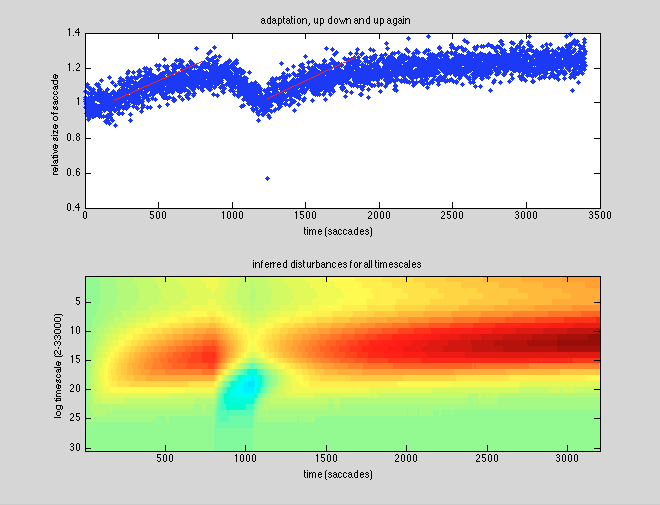 adaptation, up down and up again
1.4
1.2
1
0.8
0.6
0.4
relative size of saccade
0 500 1000 1500 2000 2500 3000 3500
time (saccades)
inferred disturbances for all timescales
5
10
15
20
25
30
log timescale (2-33000)
500 1000 1500 2000 2500 3000
time (saccades)